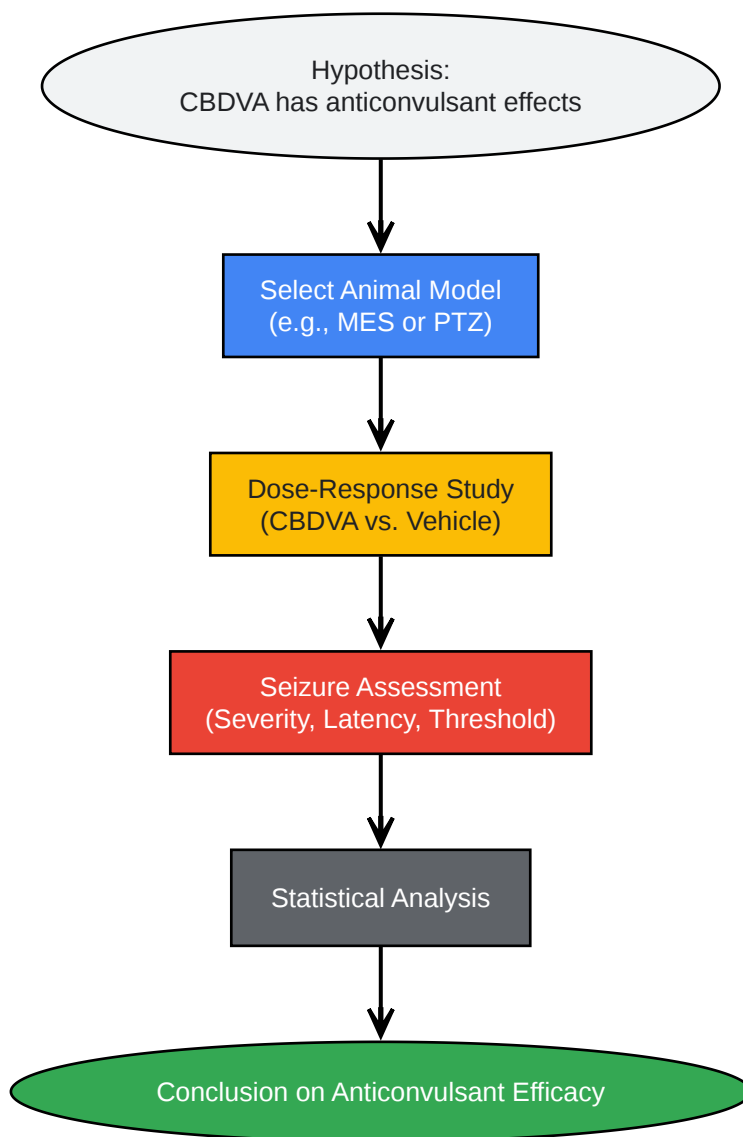 Hypothesis:
CBDVA has anticonvulsant effects
Select Animal Model
(e.g., MES or PTZ)
Dose-Response Study
(CBDVA vs. Vehicle)
Seizure Assessment
(Severity, Latency, Threshold)
Statistical Analysis
Conclusion on Anticonvulsant Efficacy